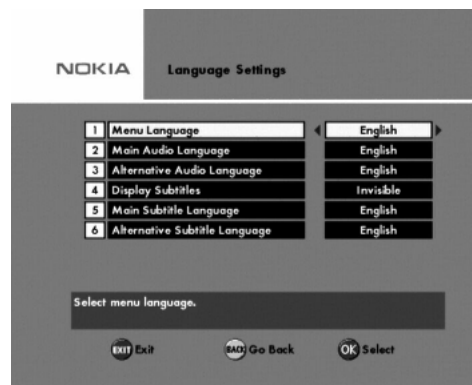 NOKIA Language Settings
1 Menu Language English
2 Main Audio Language English
3 Alternative Audio Language English
4 Display Subtitles Invisible
5 Main Subtitle Language English
6 Alternative Subtitle Language English
Select menu language.
EXIT Exit BACK Go Back OK Select